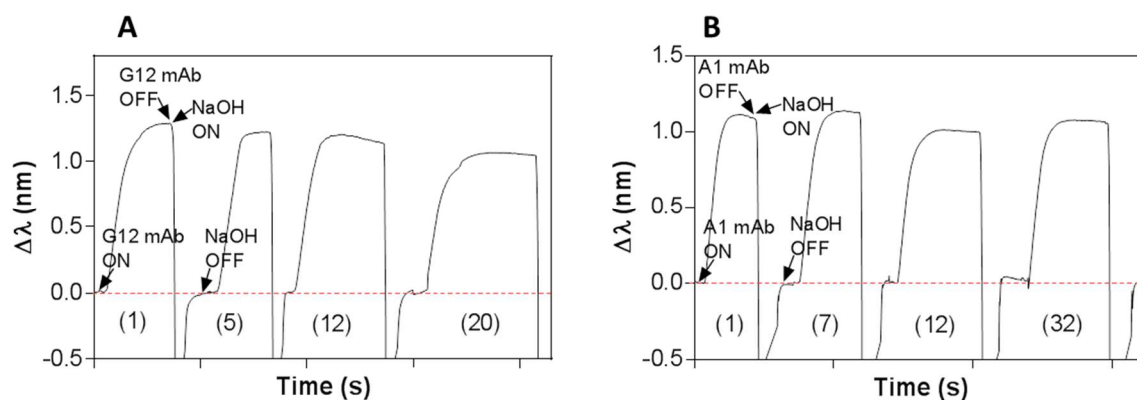 A
Δλ (nm)
1.5
1.0
0.5
0.0
-0.5
G12 mAb
OFF
NaOH
ON
G12 mAb
ON
NaOH
OFF
(1)
(5)
(12)
(20)
Time (s)
B
Δλ (nm)
1.5
1.0
0.5
0.0
-0.5
A1 mAb
OFF
NaOH
ON
A1 mAb
ON
NaOH
OFF
(1)
(7)
(12)
(32)
Time (s)